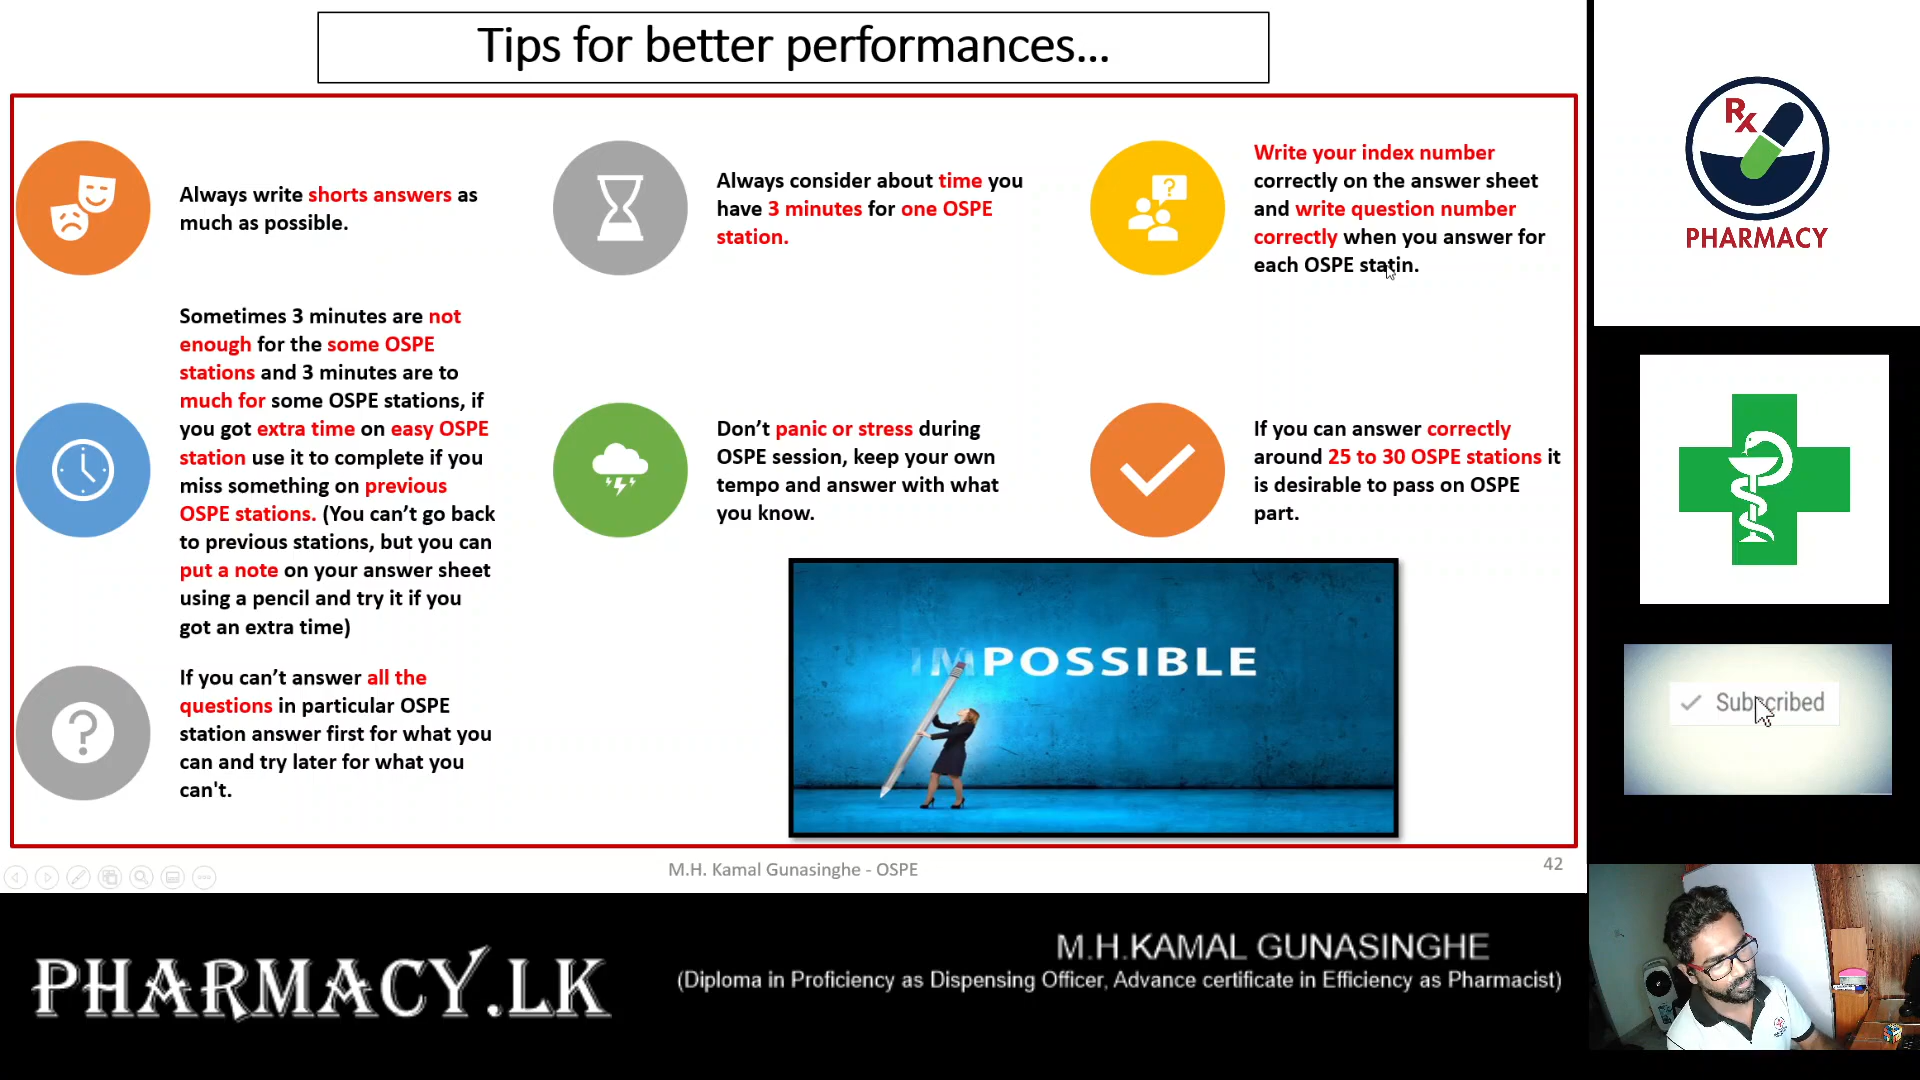 Tips for better performances...
Always write shorts answers as
much as possible.
Always consider about time you
have 3 minutes for one OSPE
station.
Write your index number
correctly on the answer sheet
and write question number
correctly when you answer for
each OSPE statin.
Sometimes 3 minutes are not
enough for the some OSPE
stations and 3 minutes are to
much for some OSPE stations, if
you got extra time on easy OSPE
station use it to complete if you
miss something on previous
OSPE stations. (You can’t go back
to previous stations, but you can
put a note on your answer sheet
using a pencil and try it if you
got an extra time)
Don’t panic or stress during
OSPE session, keep your own
tempo and answer with what
you know.
If you can answer correctly
around 25 to 30 OSPE stations it
is desirable to pass on OSPE
part.
If you can’t answer all the
questions in particular OSPE
station answer first for what you
can and try later for what you
can't.
IMPOSSIBLE
M.H. Kamal Gunasinghe - OSPE
42
Rx
PHARMACY
Subscribed
PHARMACY.LK
M.H.KAMAL GUNASINGHE
(Diploma in Proficiency as Dispensing Officer, Advance certificate in Efficiency as Pharmacist)